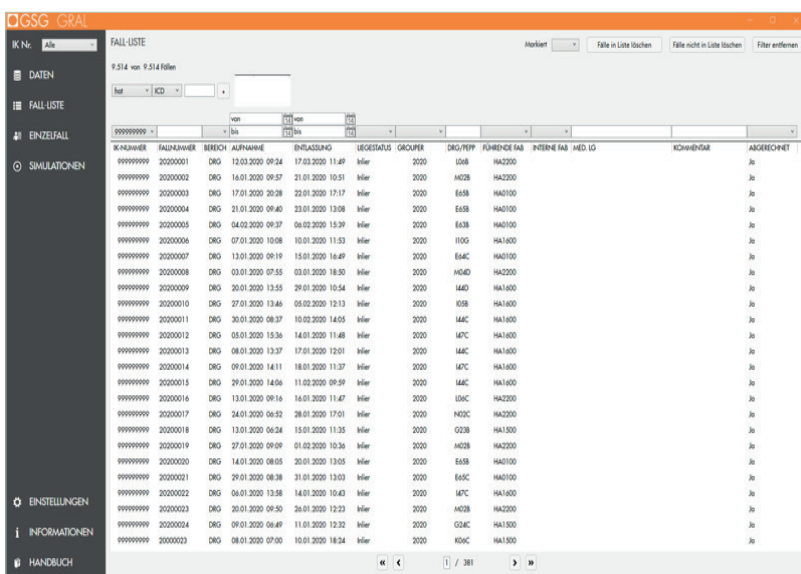 GSG GRAL
IK Nr. Alle
FALL-LISTE
Markiert
Fälle in Liste löschen
Fälle nicht in Liste löschen
Filter entfernen
9.514 von 9.514 Fällen
DATEN
hat ICD
FALL-LISTE
von von
EINZELFALL
999999999 bis bis
IK-NUMMER FALLNUMMER BEREICH AUFNAHME ENTLASSUNG LIEGESTATUS GROUPER DRG/PEPP FÜHRENDE FAB INTERNE FAB MED. LG KOMMENTAR ABGERECHNET
SIMULATIONEN
999999999 20200001 DRG 12.03.2020 09:24 17.03.2020 11:49 Inlier 2020 L06B HA2200 Ja
999999999 20200002 DRG 16.01.2020 09:57 21.01.2020 10:51 Inlier 2020 M02B HA2200 Ja
999999999 20200003 DRG 17.01.2020 20:28 22.01.2020 17:17 Inlier 2020 E65B HA0100 Ja
999999999 20200004 DRG 21.01.2020 09:40 23.01.2020 13:08 Inlier 2020 E65B HA0100 Ja
999999999 20200005 DRG 04.02.2020 09:37 06.02.2020 15:39 Inlier 2020 E63B HA0100 Ja
999999999 20200006 DRG 07.01.2020 10:08 10.01.2020 11:53 Inlier 2020 I10G HA1600 Ja
999999999 20200007 DRG 13.01.2020 09:19 15.01.2020 16:49 Inlier 2020 E64C HA0100 Ja
999999999 20200008 DRG 03.01.2020 07:55 03.01.2020 18:50 Inlier 2020 M04D HA2200 Ja
999999999 20200009 DRG 20.01.2020 13:55 29.01.2020 10:54 Inlier 2020 I44D HA1600 Ja
999999999 20200010 DRG 27.01.2020 13:46 05.02.2020 12:13 Inlier 2020 I05B HA1600 Ja
999999999 20200011 DRG 30.01.2020 08:37 10.02.2020 14:05 Inlier 2020 I44C HA1600 Ja
999999999 20200012 DRG 05.01.2020 15:36 14.01.2020 11:48 Inlier 2020 I47C HA1600 Ja
999999999 20200013 DRG 08.01.2020 13:37 17.01.2020 12:01 Inlier 2020 I44C HA1600 Ja
999999999 20200014 DRG 09.01.2020 14:11 18.01.2020 11:37 Inlier 2020 I47C HA1600 Ja
999999999 20200015 DRG 29.01.2020 14:06 11.02.2020 09:59 Inlier 2020 I44C HA1600 Ja
999999999 20200016 DRG 13.01.2020 09:16 16.01.2020 11:47 Inlier 2020 L06C HA2200 Ja
999999999 20200017 DRG 24.01.2020 06:52 28.01.2020 17:01 Inlier 2020 N02C HA2200 Ja
999999999 20200018 DRG 13.01.2020 06:24 15.01.2020 11:35 Inlier 2020 G23B HA1500 Ja
999999999 20200019 DRG 27.01.2020 09:09 01.02.2020 10:36 Inlier 2020 M02B HA2200 Ja
999999999 20200020 DRG 14.01.2020 08:05 20.01.2020 13:05 Inlier 2020 E65B HA0100 Ja
999999999 20200021 DRG 29.01.2020 08:38 31.01.2020 13:03 Inlier 2020 E65C HA0100 Ja
999999999 20200022 DRG 06.01.2020 13:58 14.01.2020 10:43 Inlier 2020 I47C HA1600 Ja
999999999 20200023 DRG 20.01.2020 09:50 26.01.2020 12:23 Inlier 2020 M02B HA2200 Ja
999999999 20200024 DRG 09.01.2020 06:49 11.01.2020 12:32 Inlier 2020 G24C HA1500 Ja
999999999 20000023 DRG 08.01.2020 07:00 10.01.2020 18:24 Inlier 2020 K06C HA1500 Ja
EINSTELLUNGEN
INFORMATIONEN
HANDBUCH
« ‹ 1 / 381 › »